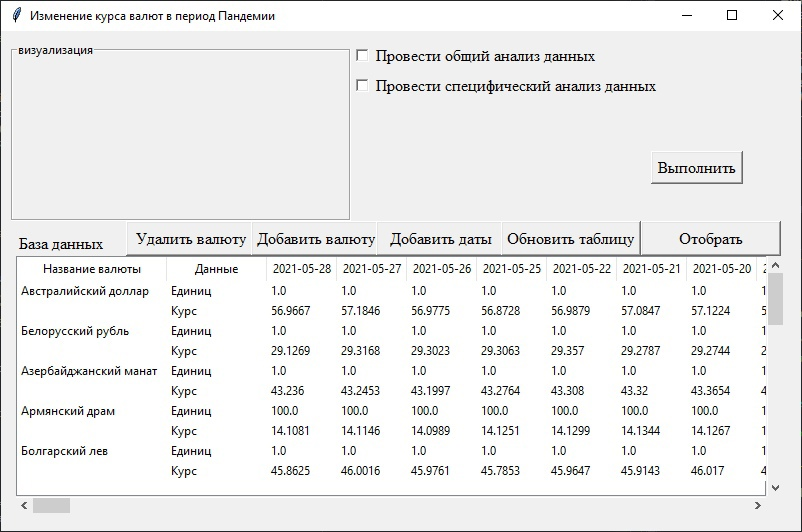 Изменение курса валют в период Пандемии
визуализация
Провести общий анализ данных
Провести специфический анализ данных
Выполнить
База данных Удалить валюту Добавить валюту Добавить даты Обновить таблицу Отобрать
Название валюты Данные 2021-05-28 2021-05-27 2021-05-26 2021-05-25 2021-05-22 2021-05-21 2021-05-20
Австралийский доллар Единиц 1.0 1.0 1.0 1.0 1.0 1.0 1.0
Курс 56.9667 57.1846 56.9775 56.8728 56.9879 57.0847 57.1224
Белорусский рубль Единиц 1.0 1.0 1.0 1.0 1.0 1.0 1.0
Курс 29.1269 29.3168 29.3023 29.3063 29.357 29.2787 29.2744
Азербайджанский манат Единиц 1.0 1.0 1.0 1.0 1.0 1.0 1.0
Курс 43.236 43.2453 43.1997 43.2764 43.308 43.32 43.3654
Армянский драм Единиц 100.0 100.0 100.0 100.0 100.0 100.0 100.0
Курс 14.1081 14.1146 14.0989 14.1251 14.1299 14.1344 14.1267
Болгарский лев Единиц 1.0 1.0 1.0 1.0 1.0 1.0 1.0
Курс 45.8625 46.0016 45.9761 45.7853 45.9647 45.9143 46.017